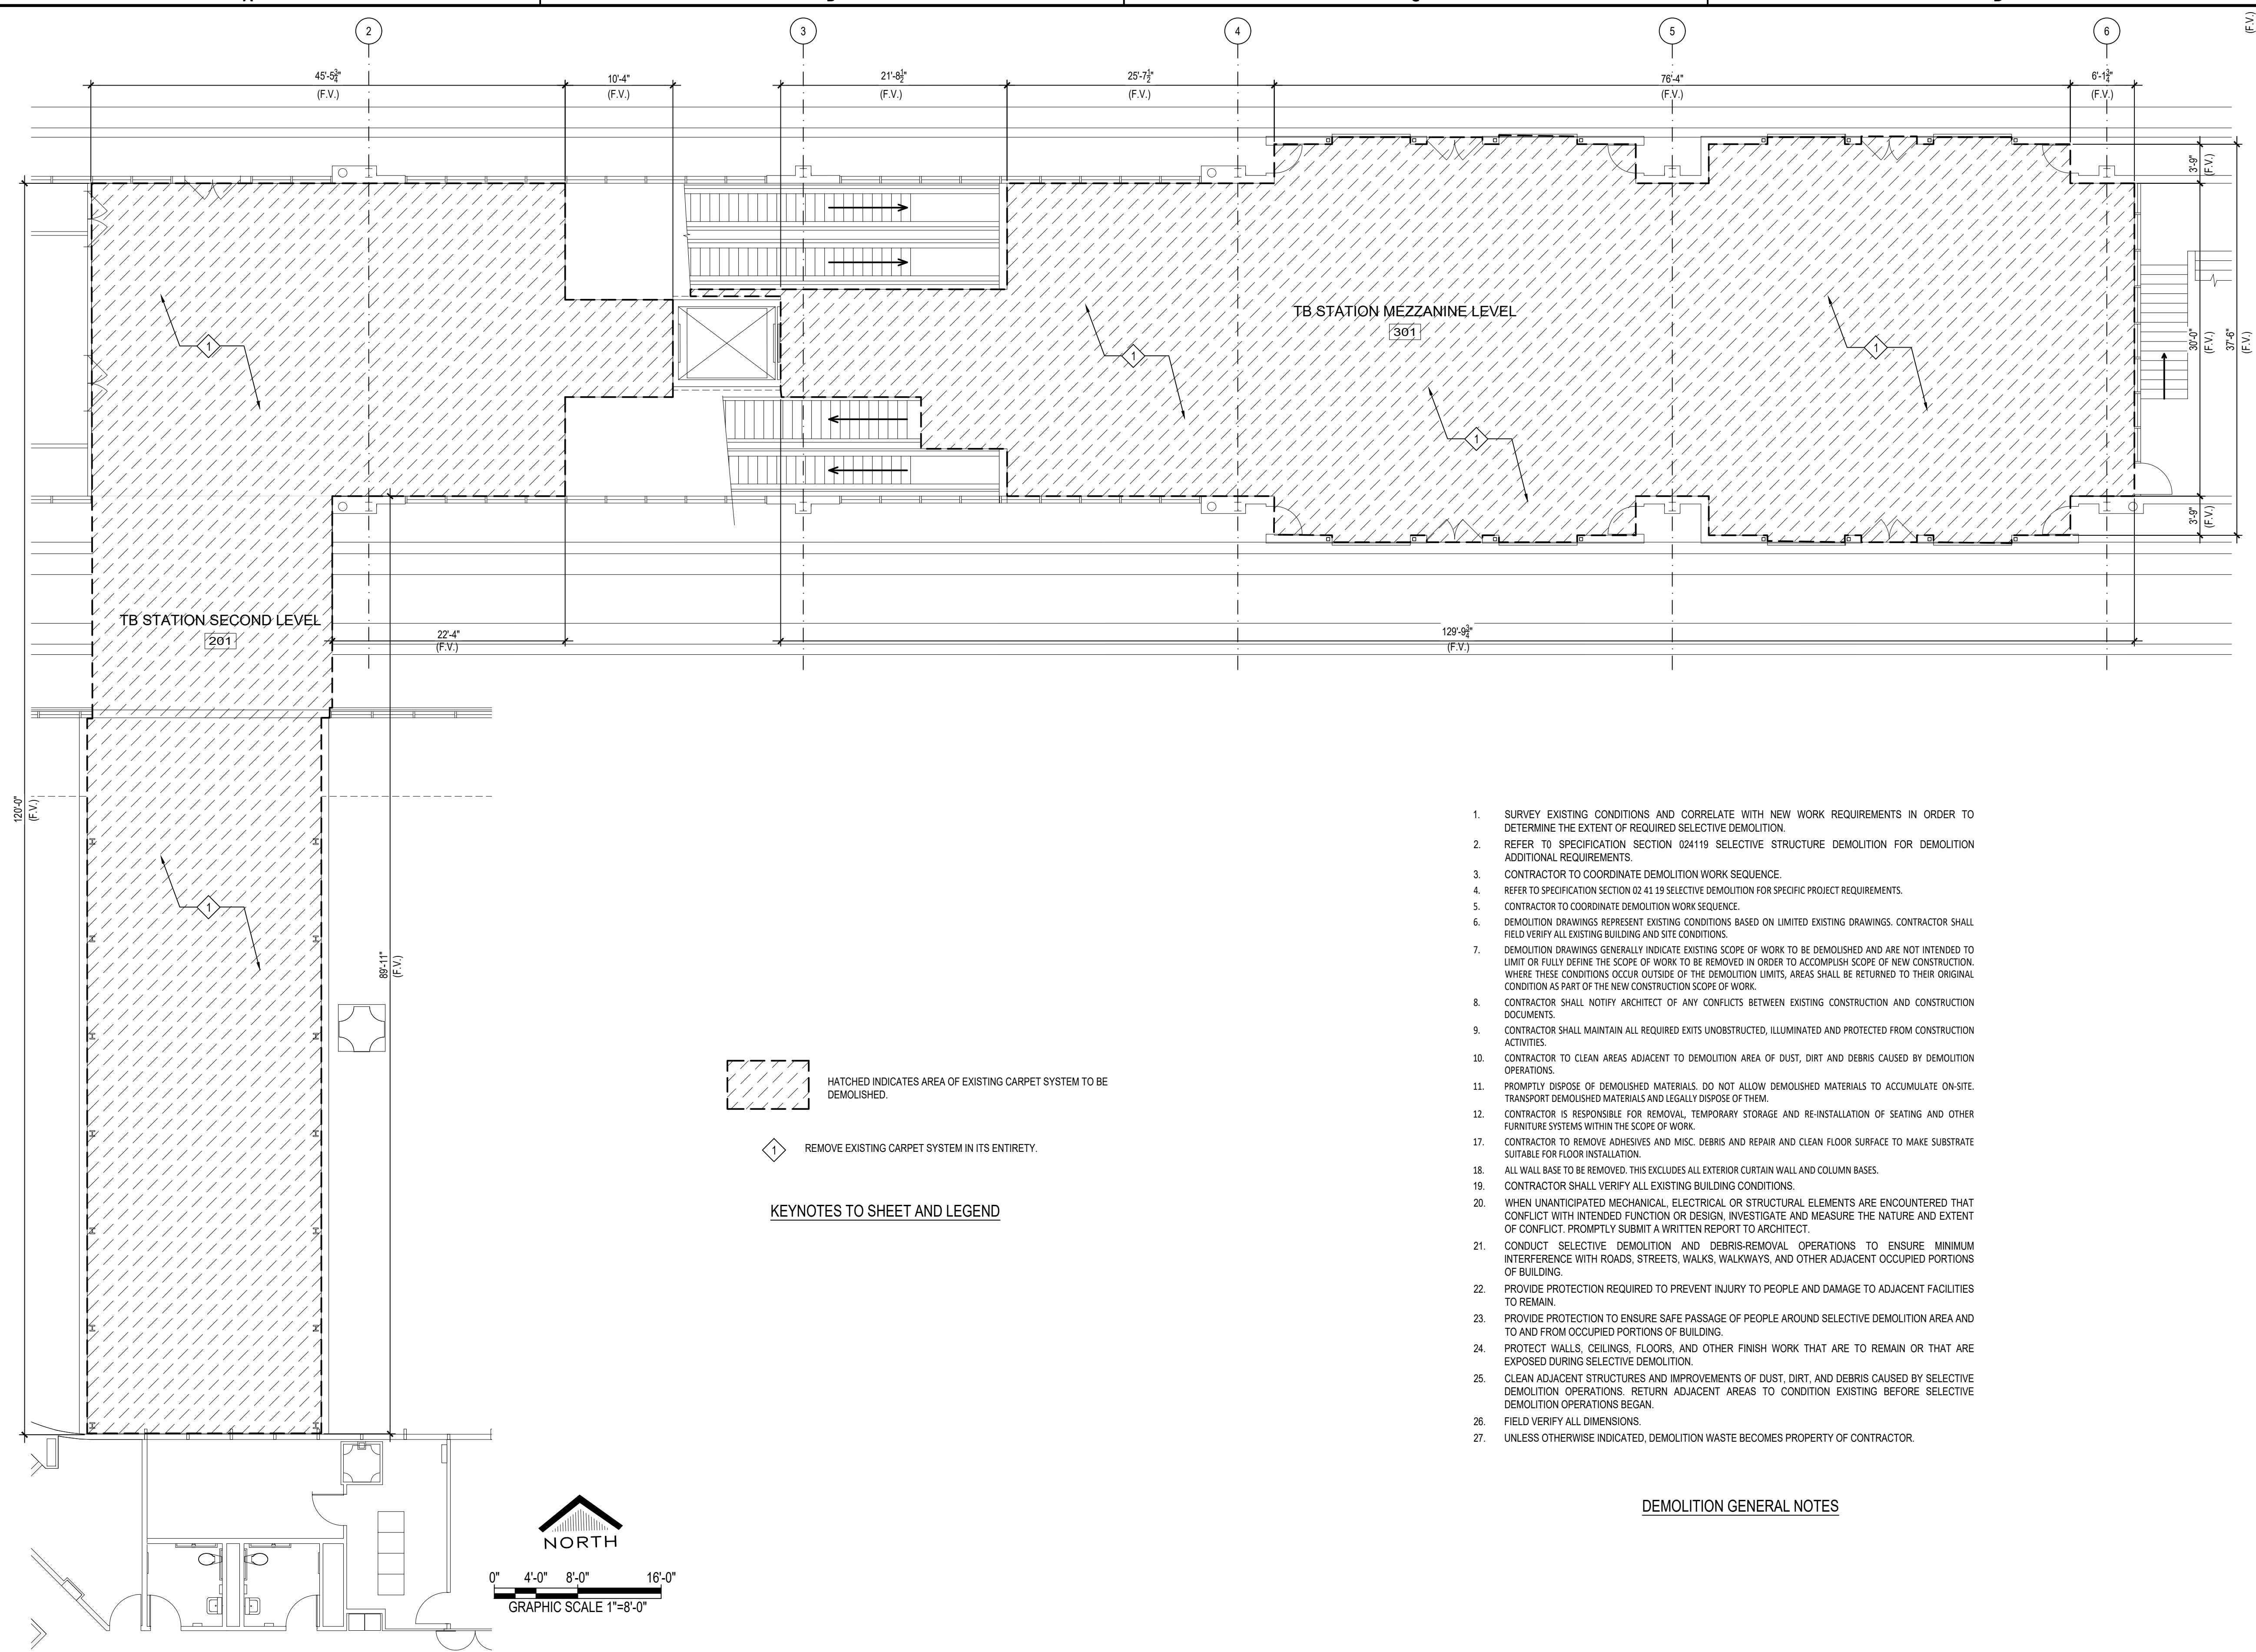 (F.V.)
2
3
4
5
6
45'-5 3/4"
(F.V.)
10'-4"
(F.V.)
21'-8 1/2"
(F.V.)
25'-7 1/2"
(F.V.)
76'-4"
(F.V.)
6'-1 3/4"
(F.V.)
3'-9"
(F.V.)
30'-0"
(F.V.)
37'-6"
(F.V.)
3'-9"
(F.V.)
1
1
1
1
TB STATION MEZZANINE LEVEL
301
TB STATION SECOND LEVEL
201
22'-4"
(F.V.)
129'-9 3/4"
(F.V.)
120'-0"
(F.V.)
89'-11"
(F.V.)
1
HATCHED INDICATES AREA OF EXISTING CARPET SYSTEM TO BE
DEMOLISHED.
1 REMOVE EXISTING CARPET SYSTEM IN ITS ENTIRETY.
KEYNOTES TO SHEET AND LEGEND
1. SURVEY EXISTING CONDITIONS AND CORRELATE WITH NEW WORK REQUIREMENTS IN ORDER TO
DETERMINE THE EXTENT OF REQUIRED SELECTIVE DEMOLITION.
2. REFER T0 SPECIFICATION SECTION 024119 SELECTIVE STRUCTURE DEMOLITION FOR DEMOLITION
ADDITIONAL REQUIREMENTS.
3. CONTRACTOR TO COORDINATE DEMOLITION WORK SEQUENCE.
4. REFER TO SPECIFICATION SECTION 02 41 19 SELECTIVE DEMOLITION FOR SPECIFIC PROJECT REQUIREMENTS.
5. CONTRACTOR TO COORDINATE DEMOLITION WORK SEQUENCE.
6. DEMOLITION DRAWINGS REPRESENT EXISTING CONDITIONS BASED ON LIMITED EXISTING DRAWINGS. CONTRACTOR SHALL
FIELD VERIFY ALL EXISTING BUILDING AND SITE CONDITIONS.
7. DEMOLITION DRAWINGS GENERALLY INDICATE EXISTING SCOPE OF WORK TO BE DEMOLISHED AND ARE NOT INTENDED TO
LIMIT OR FULLY DEFINE THE SCOPE OF WORK TO BE REMOVED IN ORDER TO ACCOMPLISH SCOPE OF NEW CONSTRUCTION.
WHERE THESE CONDITIONS OCCUR OUTSIDE OF THE DEMOLITION LIMITS, AREAS SHALL BE RETURNED TO THEIR ORIGINAL
CONDITION AS PART OF THE NEW CONSTRUCTION SCOPE OF WORK.
8. CONTRACTOR SHALL NOTIFY ARCHITECT OF ANY CONFLICTS BETWEEN EXISTING CONSTRUCTION AND CONSTRUCTION
DOCUMENTS.
9. CONTRACTOR SHALL MAINTAIN ALL REQUIRED EXITS UNOBSTRUCTED, ILLUMINATED AND PROTECTED FROM CONSTRUCTION
ACTIVITIES.
10. CONTRACTOR TO CLEAN AREAS ADJACENT TO DEMOLITION AREA OF DUST, DIRT AND DEBRIS CAUSED BY DEMOLITION
OPERATIONS.
11. PROMPTLY DISPOSE OF DEMOLISHED MATERIALS. DO NOT ALLOW DEMOLISHED MATERIALS TO ACCUMULATE ON-SITE.
TRANSPORT DEMOLISHED MATERIALS AND LEGALLY DISPOSE OF THEM.
12. CONTRACTOR IS RESPONSIBLE FOR REMOVAL, TEMPORARY STORAGE AND RE-INSTALLATION OF SEATING AND OTHER
FURNITURE SYSTEMS WITHIN THE SCOPE OF WORK.
17. CONTRACTOR TO REMOVE ADHESIVES AND MISC. DEBRIS AND REPAIR AND CLEAN FLOOR SURFACE TO MAKE SUBSTRATE
SUITABLE FOR FLOOR INSTALLATION.
18. ALL WALL BASE TO BE REMOVED. THIS EXCLUDES ALL EXTERIOR CURTAIN WALL AND COLUMN BASES.
19. CONTRACTOR SHALL VERIFY ALL EXISTING BUILDING CONDITIONS.
20. WHEN UNANTICIPATED MECHANICAL, ELECTRICAL OR STRUCTURAL ELEMENTS ARE ENCOUNTERED THAT
CONFLICT WITH INTENDED FUNCTION OR DESIGN, INVESTIGATE AND MEASURE THE NATURE AND EXTENT
OF CONFLICT. PROMPTLY SUBMIT A WRITTEN REPORT TO ARCHITECT.
21. CONDUCT SELECTIVE DEMOLITION AND DEBRIS-REMOVAL OPERATIONS TO ENSURE MINIMUM
INTERFERENCE WITH ROADS, STREETS, WALKS, WALKWAYS, AND OTHER ADJACENT OCCUPIED PORTIONS
OF BUILDING.
22. PROVIDE PROTECTION REQUIRED TO PREVENT INJURY TO PEOPLE AND DAMAGE TO ADJACENT FACILITIES
TO REMAIN.
23. PROVIDE PROTECTION TO ENSURE SAFE PASSAGE OF PEOPLE AROUND SELECTIVE DEMOLITION AREA AND
TO AND FROM OCCUPIED PORTIONS OF BUILDING.
24. PROTECT WALLS, CEILINGS, FLOORS, AND OTHER FINISH WORK THAT ARE TO REMAIN OR THAT ARE
EXPOSED DURING SELECTIVE DEMOLITION.
25. CLEAN ADJACENT STRUCTURES AND IMPROVEMENTS OF DUST, DIRT, AND DEBRIS CAUSED BY SELECTIVE
DEMOLITION OPERATIONS. RETURN ADJACENT AREAS TO CONDITION EXISTING BEFORE SELECTIVE
DEMOLITION OPERATIONS BEGAN.
26. FIELD VERIFY ALL DIMENSIONS.
27. UNLESS OTHERWISE INDICATED, DEMOLITION WASTE BECOMES PROPERTY OF CONTRACTOR.
DEMOLITION GENERAL NOTES
NORTH
0" 4'-0" 8'-0" 16'-0"
GRAPHIC SCALE 1"=8'-0"